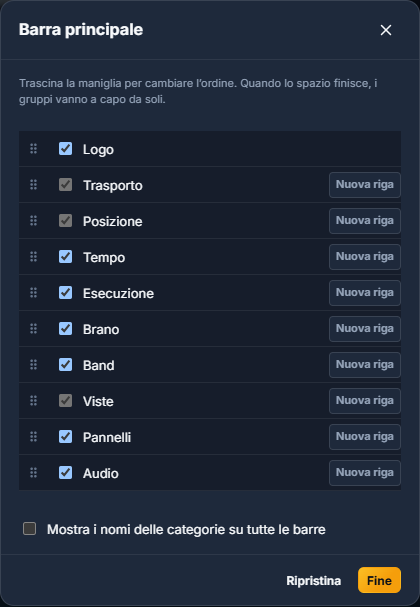 Barra principale
Trascina la maniglia per cambiare l'ordine. Quando lo spazio finisce, i
gruppi vanno a capo da soli.
Logo
Trasporto Nuova riga
Posizione Nuova riga
Tempo Nuova riga
Esecuzione Nuova riga
Brano Nuova riga
Band Nuova riga
Viste Nuova riga
Pannelli Nuova riga
Audio Nuova riga
Mostra i nomi delle categorie su tutte le barre
Ripristina Fine